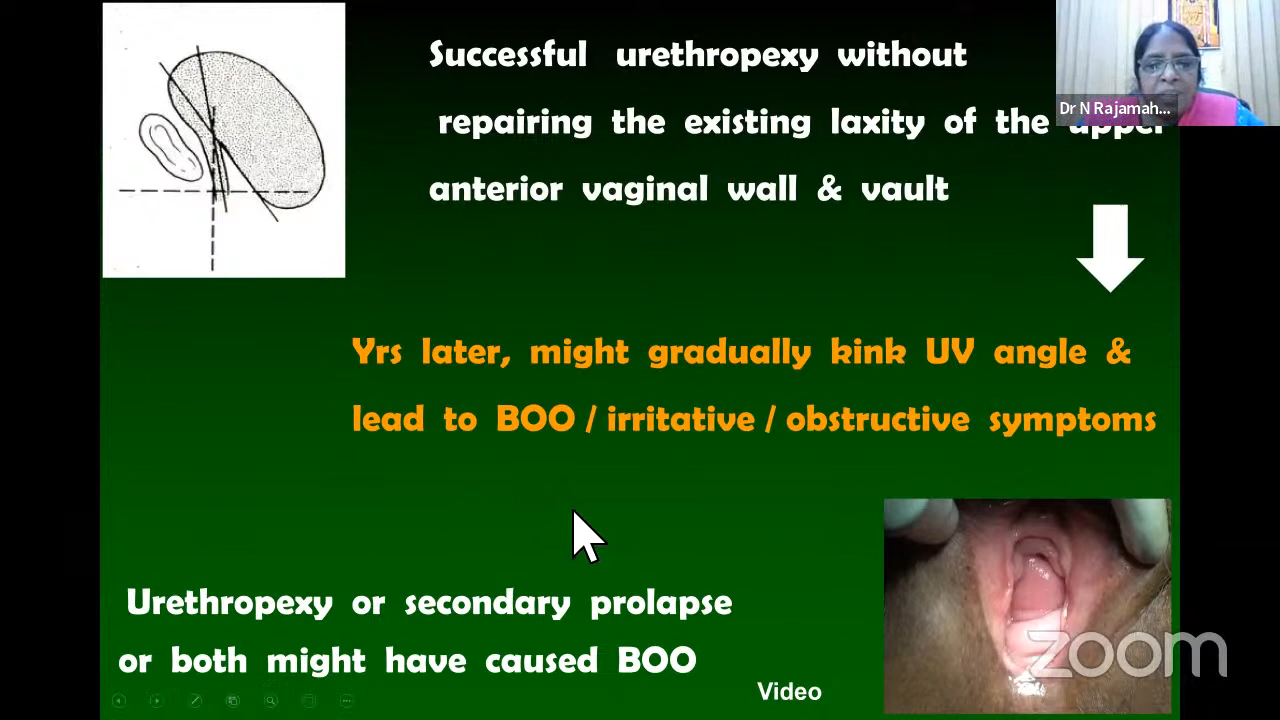 Successful urethropexy without
repairing the existing laxity of the upper
anterior vaginal wall & vault
Dr N Rajamah...
Yrs later, might gradually kink UV angle &
lead to BOO / irritative / obstructive symptoms
Urethropexy or secondary prolapse
or both might have caused BOO
Video
zoom